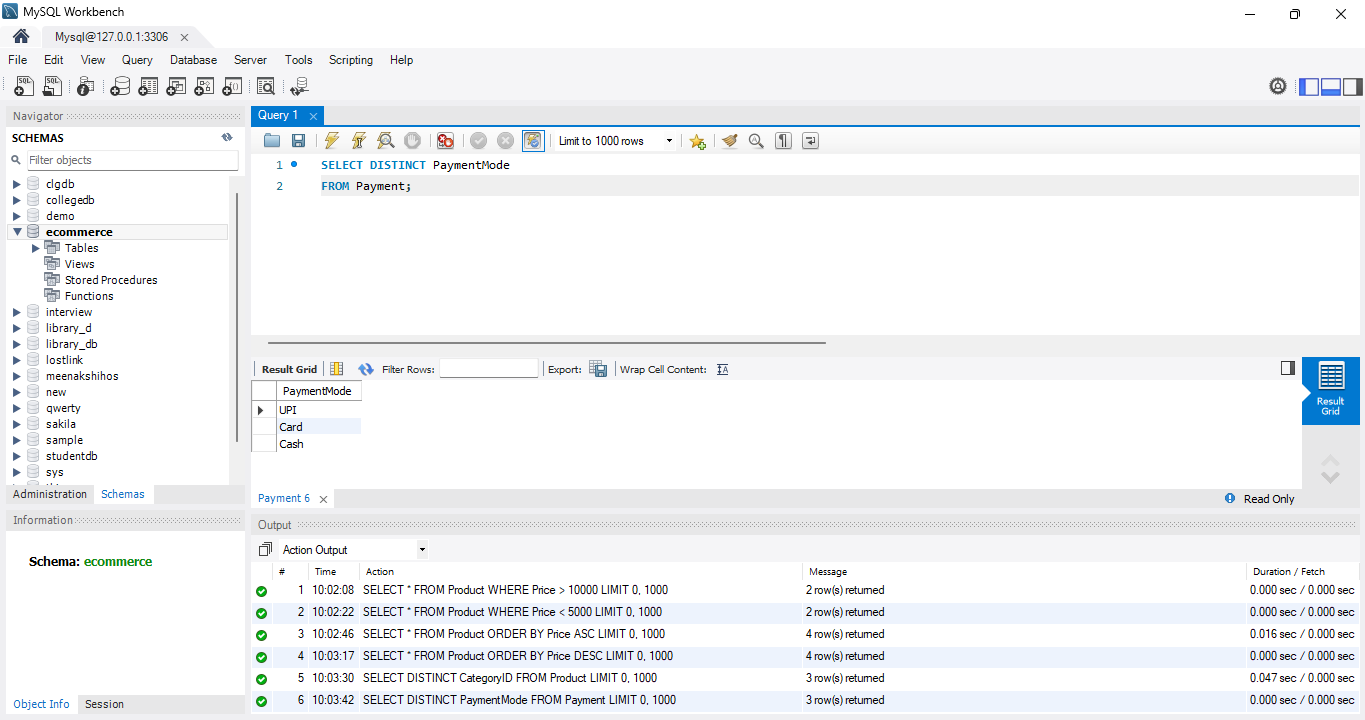 MySQL Workbench
Mysql@127.0.0.1:3306
File Edit View Query Database Server Tools Scripting Help
Navigator
SCHEMAS
Filter objects
clgdb
collegedb
demo
ecommerce
Tables
Views
Stored Procedures
Functions
interview
library_d
library_db
lostlink
meenakshihos
new
qwerty
sakila
sample
studentdb
sys
Administration Schemas
Information
Schema: ecommerce
Object Info Session
Query 1
Limit to 1000 rows
1 SELECT DISTINCT PaymentMode
2 FROM Payment;
Result Grid Filter Rows: Export: Wrap Cell Content:
PaymentMode
UPI
Card
Cash
Result
Grid
Payment 6 Read Only
Output
Action Output
# Time Action Message Duration / Fetch
1 10:02:08 SELECT * FROM Product WHERE Price > 10000 LIMIT 0, 1000 2 row(s) returned 0.000 sec / 0.000 sec
2 10:02:22 SELECT * FROM Product WHERE Price < 5000 LIMIT 0, 1000 2 row(s) returned 0.000 sec / 0.000 sec
3 10:02:46 SELECT * FROM Product ORDER BY Price ASC LIMIT 0, 1000 4 row(s) returned 0.016 sec / 0.000 sec
4 10:03:17 SELECT * FROM Product ORDER BY Price DESC LIMIT 0, 1000 4 row(s) returned 0.000 sec / 0.000 sec
5 10:03:30 SELECT DISTINCT CategoryID FROM Product LIMIT 0, 1000 3 row(s) returned 0.047 sec / 0.000 sec
6 10:03:42 SELECT DISTINCT PaymentMode FROM Payment LIMIT 0, 1000 3 row(s) returned 0.000 sec / 0.000 sec